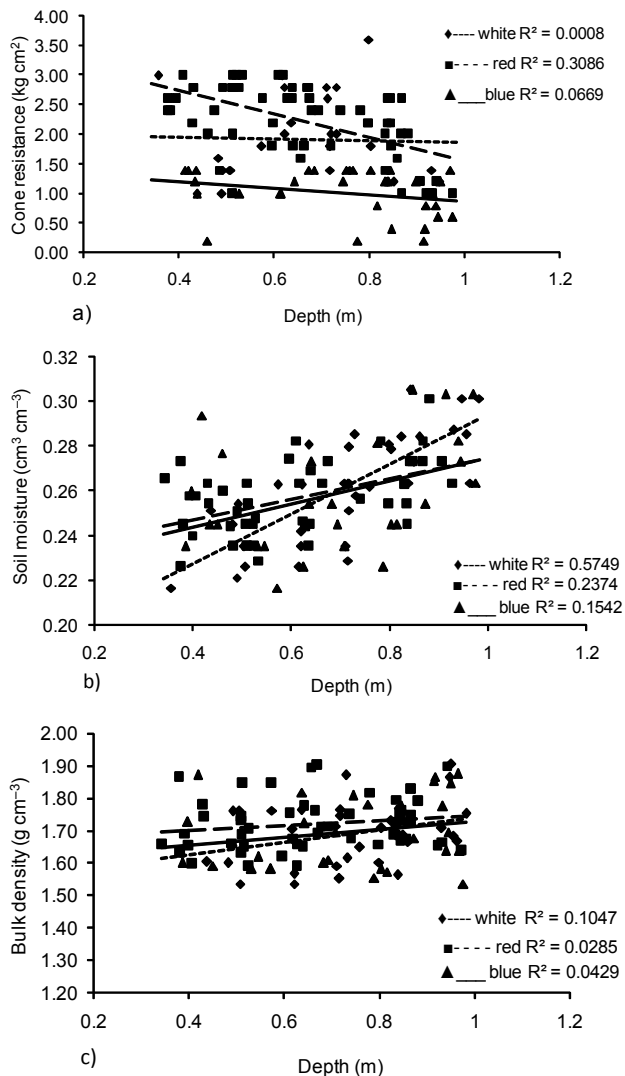 Cone resistance (kg cm²)
4.00
3.50
3.00
2.50
2.00
1.50
1.00
0.50
0.00
◆---- white R² = 0.0008
■ - - - - red R² = 0.3086
▲ ___blue R² = 0.0669
0.2 0.4 0.6 0.8 1 1.2
a)
Depth (m)
Soil moisture (cm³ cm⁻³)
0.32
0.30
0.28
0.26
0.24
0.22
0.20
◆---- white R² = 0.5749
■ - - - - red R² = 0.2374
▲ ___ blue R² = 0.1542
0.2 0.4 0.6 0.8 1 1.2
b)
Depth (m)
Bulk density (g cm⁻³)
2.00
1.90
1.80
1.70
1.60
1.50
1.40
1.30
1.20
◆---- white R² = 0.1047
■- - - - red R² = 0.0285
▲ ___ blue R² = 0.0429
0.2 0.4 0.6 0.8 1 1.2
c)
Depth (m)